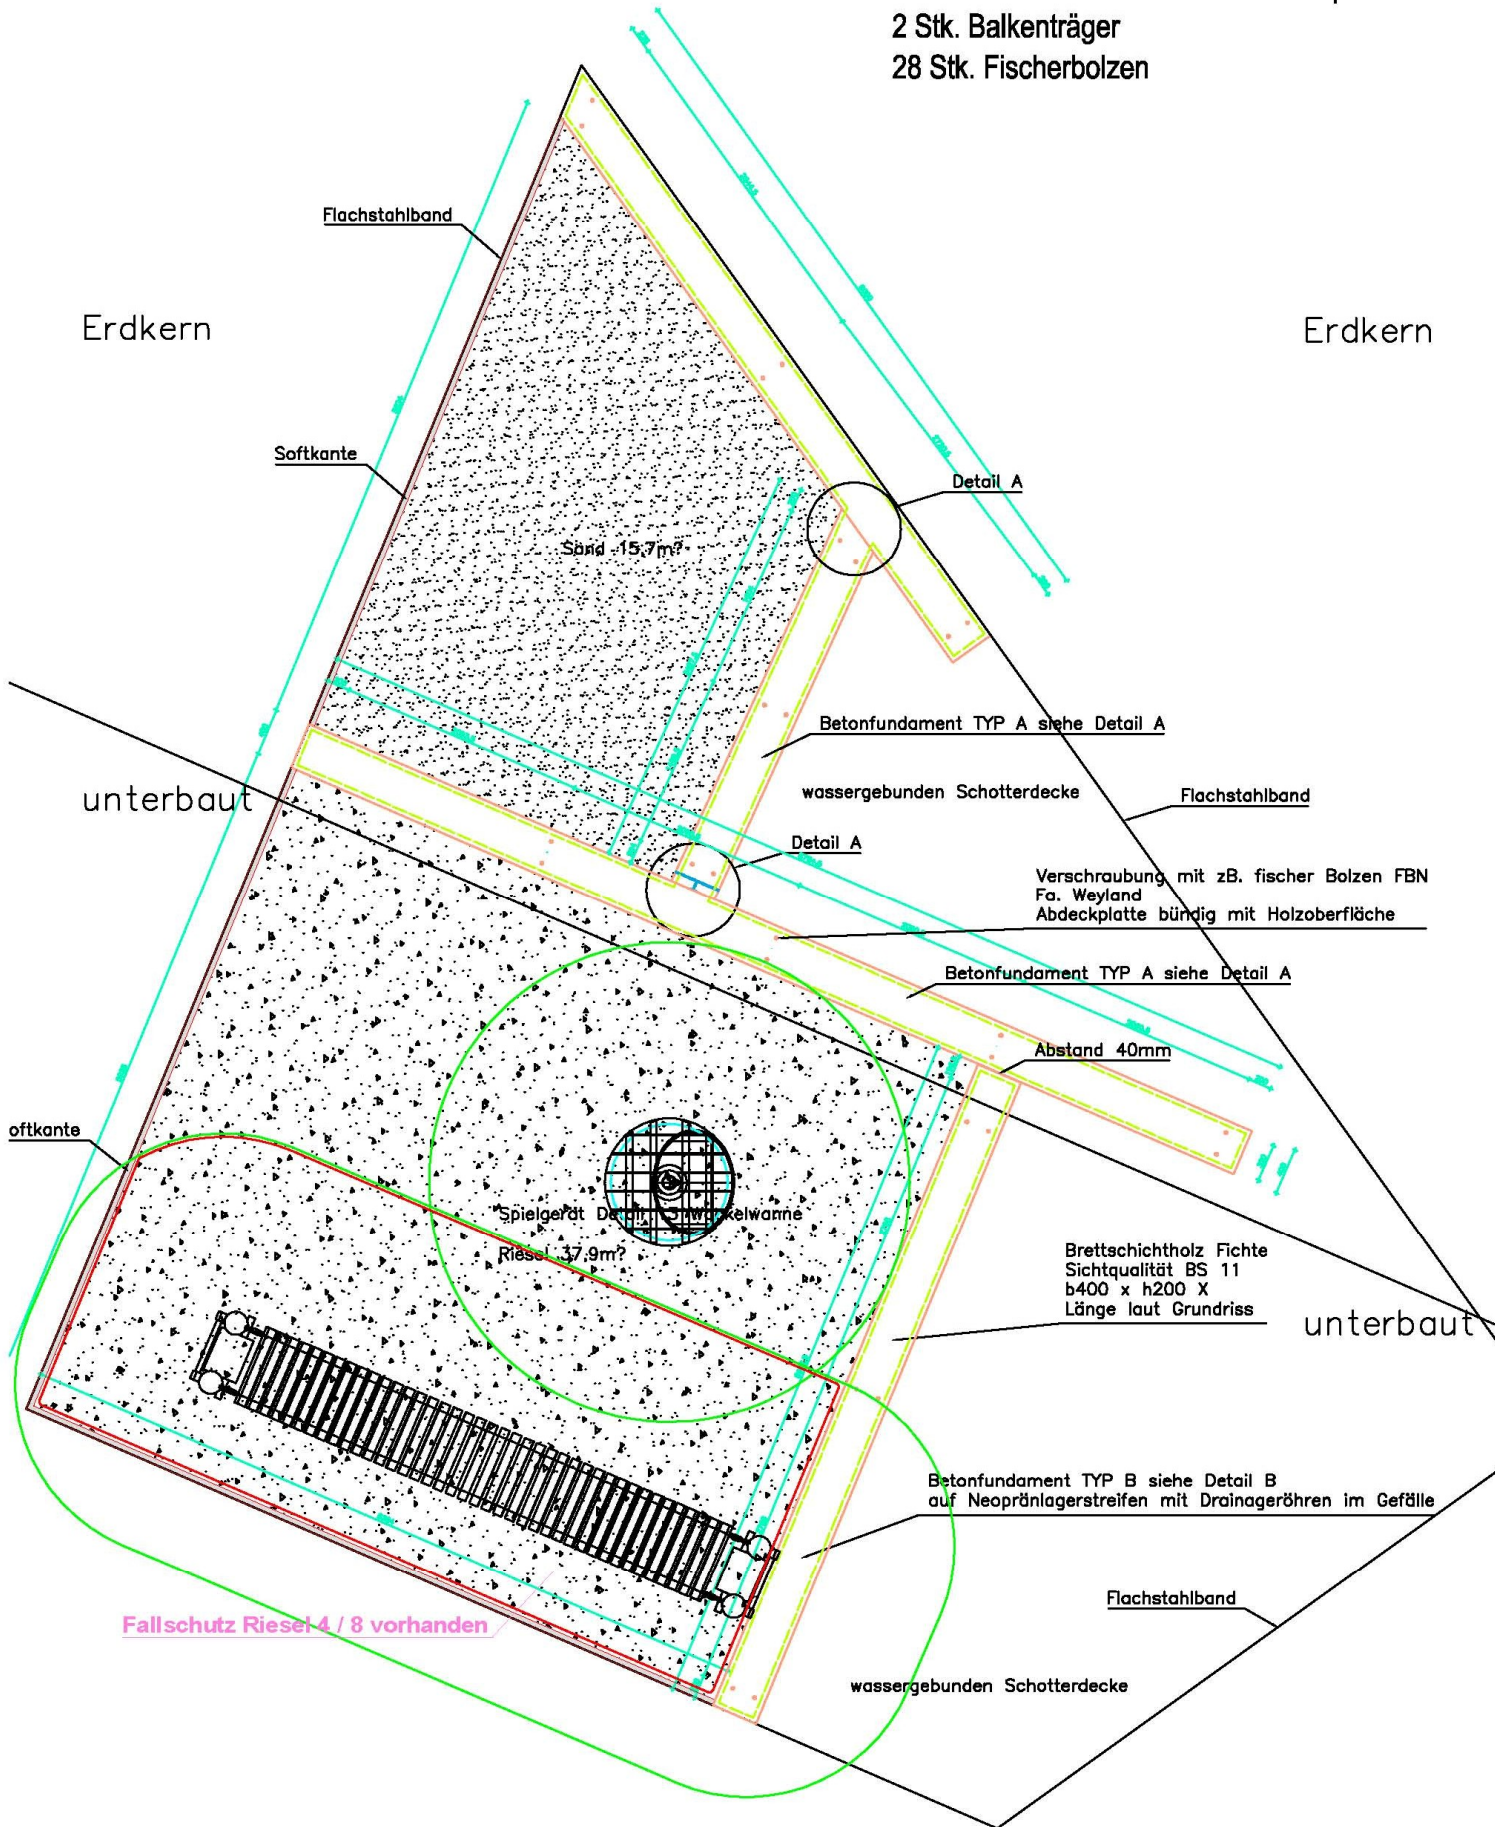 2 Stk. Balkenträger
28 Stk. Fischerbolzen
Flachstahlband
Erdkern
Erdkern
Softkante
Detail A
Sand 15,7m?
Betonfundament TYP A siehe Detail A
wassergebunden Schotterdecke
Flachstahlband
unterbaut
Detail A
Verschraubung mit zB. fischer Bolzen FBN
Fa. Weyland
Abdeckplatte bündig mit Holzoberfläche
Betonfundament TYP A siehe Detail A
Abstand 40mm
oftkante
Spielgerät
Riesel 37,9m?
Brettschichtholz Fichte
Sichtqualität BS 11
b400 x h200 X
Länge laut Grundriss
unterbaut
Betonfundament TYP B siehe Detail B
auf Neopränlagerstreifen mit Drainageröhren im Gefälle
Flachstahlband
Fallschutz Riesel 4 / 8 vorhanden
wassergebunden Schotterdecke